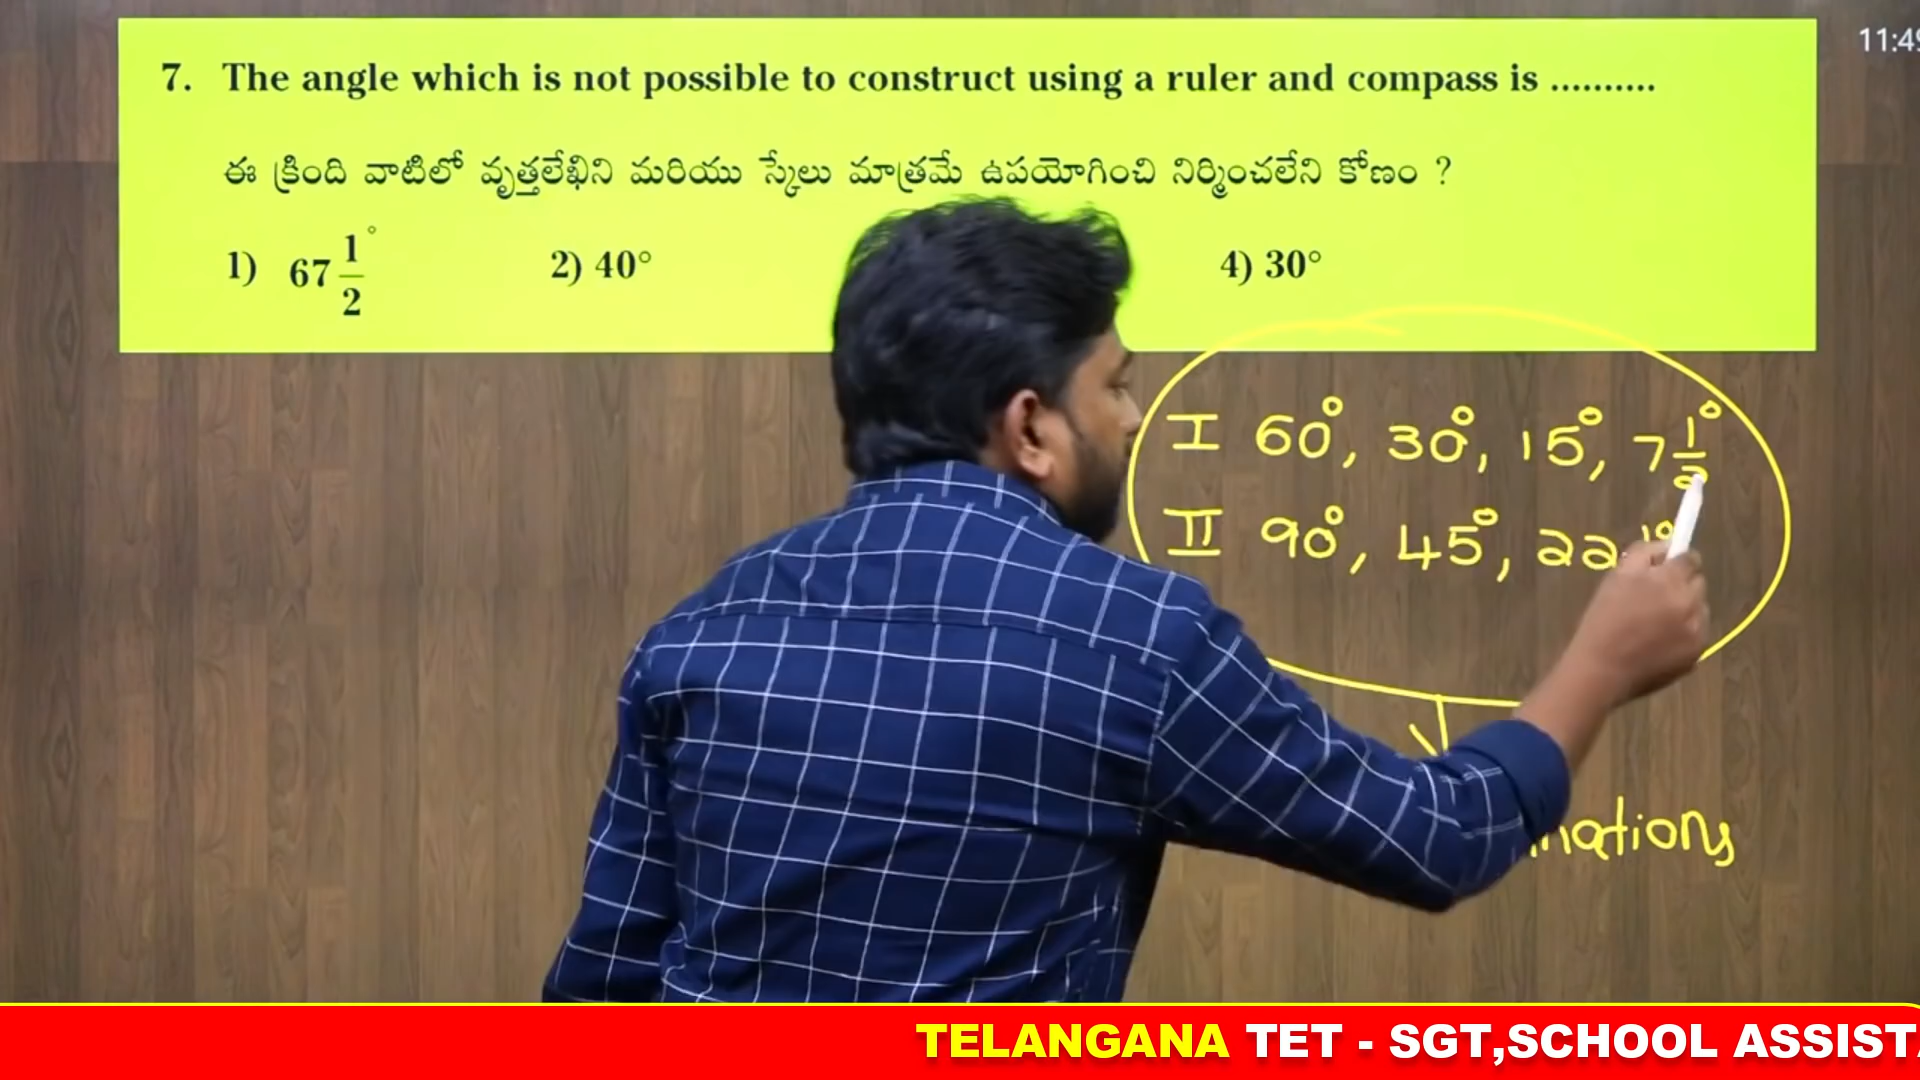 11:4
7. The angle which is not possible to construct using a ruler and compass is ..........
ఈ క్రింది వాటిలో వృత్తలేఖిని మరియు స్కేలు మాత్రమే ఉపయోగించి నిర్మించలేని కోణం ?
1) 67 1/2° 2) 40° 4) 30°
I 60°, 30°, 15°, 7 1/2°
II 90°, 45°, 22
nations
TELANGANA TET - SGT,SCHOOL ASSIST